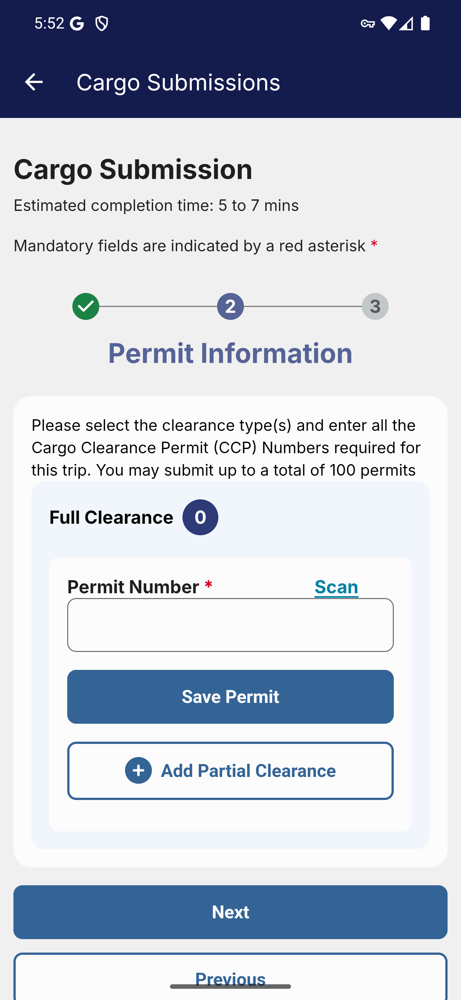 5:52
Cargo Submissions
Cargo Submission
Estimated completion time: 5 to 7 mins
Mandatory fields are indicated by a red asterisk *
2
3
Permit Information
Please select the clearance type(s) and enter all the
Cargo Clearance Permit (CCP) Numbers required for
this trip. You may submit up to a total of 100 permits
Full Clearance 0
Permit Number * Scan
Save Permit
+ Add Partial Clearance
Next
Previous